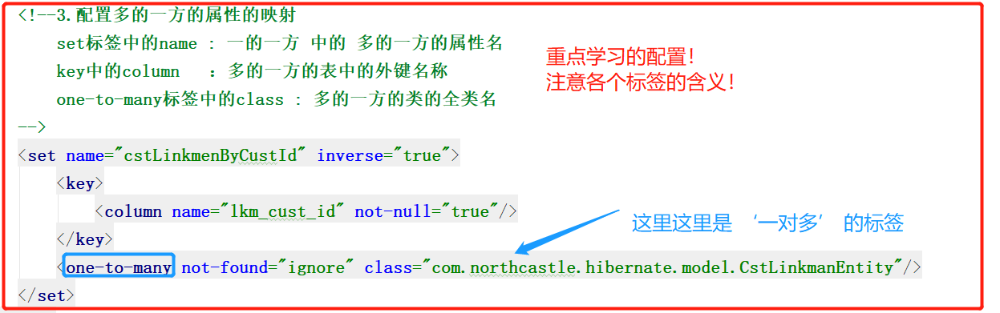 <!--3.配置多的一方的属性的映射
set标签中的name : 一的一方 中的 多的一方的属性名
key中的column : 多的一方的表中的外键名称
one-to-many标签中的class : 多的一方的类的全类名
-->
重点学习的配置！
注意各个标签的含义！
<set name="cstLinkmenByCustId" inverse="true">
<key>
<column name="lkm_cust_id" not-null="true"/>
</key>
这里这里是 ‘一对多’ 的标签
<one-to-many not-found="ignore" class="com.northcastle.hibernate.model.CstLinkmanEntity"/>
</set>